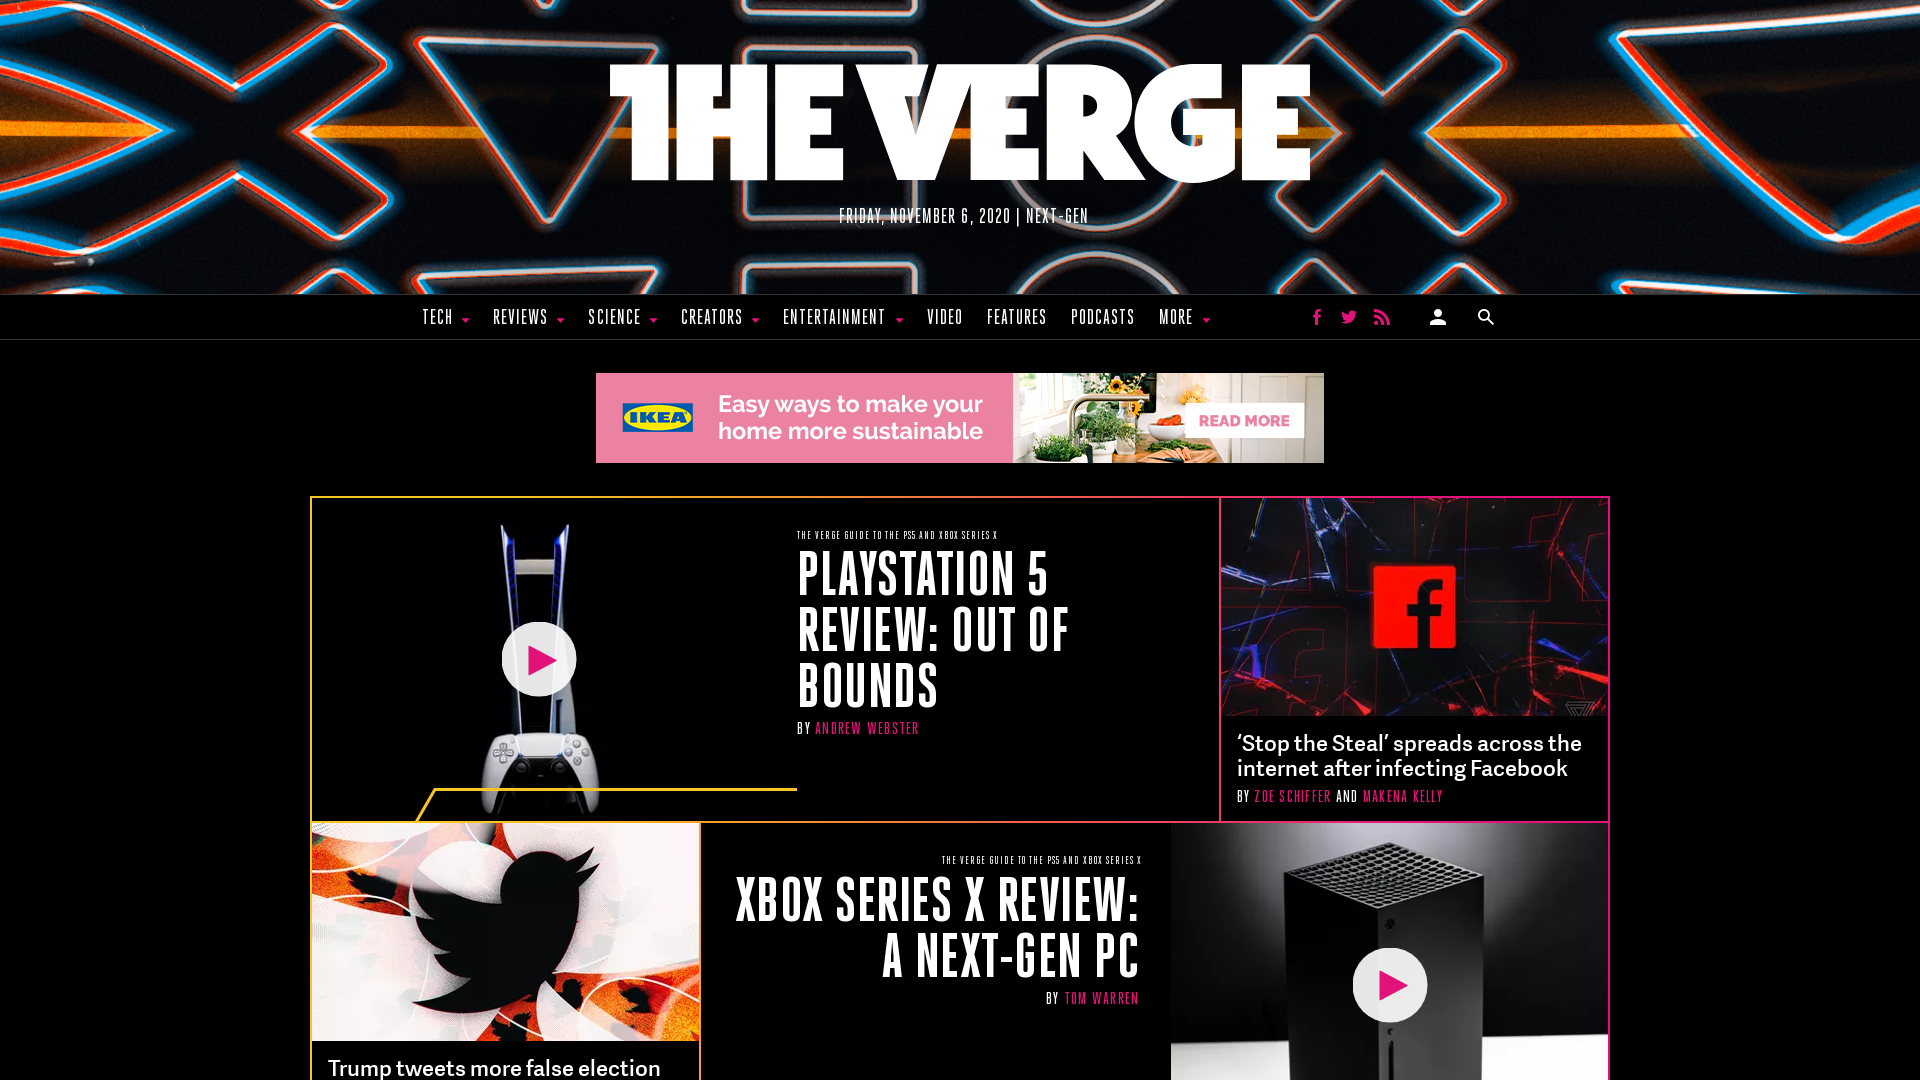 THE VERGE
FRIDAY, NOVEMBER 6, 2020 | NEXT-GEN
TECH REVIEWS SCIENCE CREATORS ENTERTAINMENT VIDEO FEATURES PODCASTS MORE
IKEA
Easy ways to make your
home more sustainable
READ MORE
THE VERGE GUIDE TO THE PS5 AND XBOX SERIES X
PLAYSTATION 5
REVIEW: OUT OF
BOUNDS
BY ANDREW WEBSTER
‘Stop the Steal’ spreads across the
internet after infecting Facebook
BY ZOE SCHIFFER AND MAKENA KELLY
Trump tweets more false election
THE VERGE GUIDE TO THE PS5 AND XBOX SERIES X
XBOX SERIES X REVIEW:
A NEXT-GEN PC
BY TOM WARREN